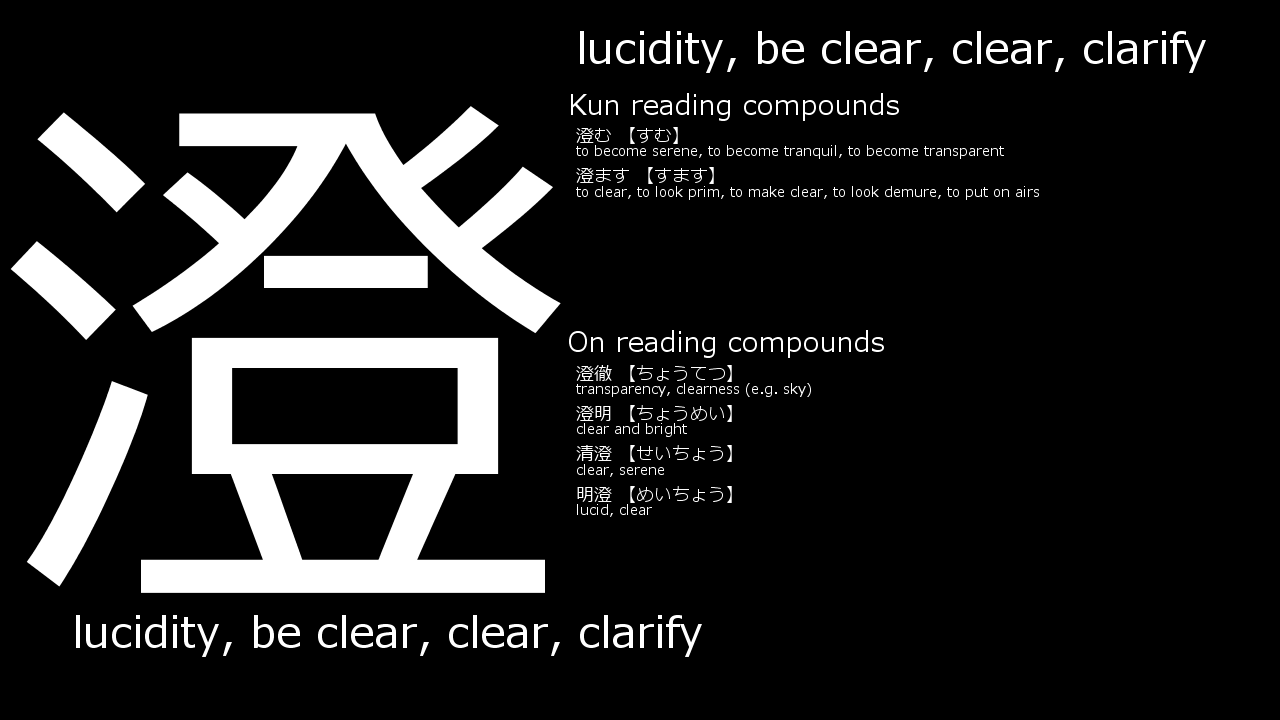 澄
lucidity, be clear, clear, clarify
lucidity, be clear, clear, clarify
Kun reading compounds
澄む 【すむ】
to become serene, to become tranquil, to become transparent
澄ます 【すます】
to clear, to look prim, to make clear, to look demure, to put on airs
On reading compounds
澄徹 【ちょうてつ】
transparency, clearness (e.g. sky)
澄明 【ちょうめい】
clear and bright
清澄 【せいちょう】
clear, serene
明澄 【めいちょう】
lucid, clear